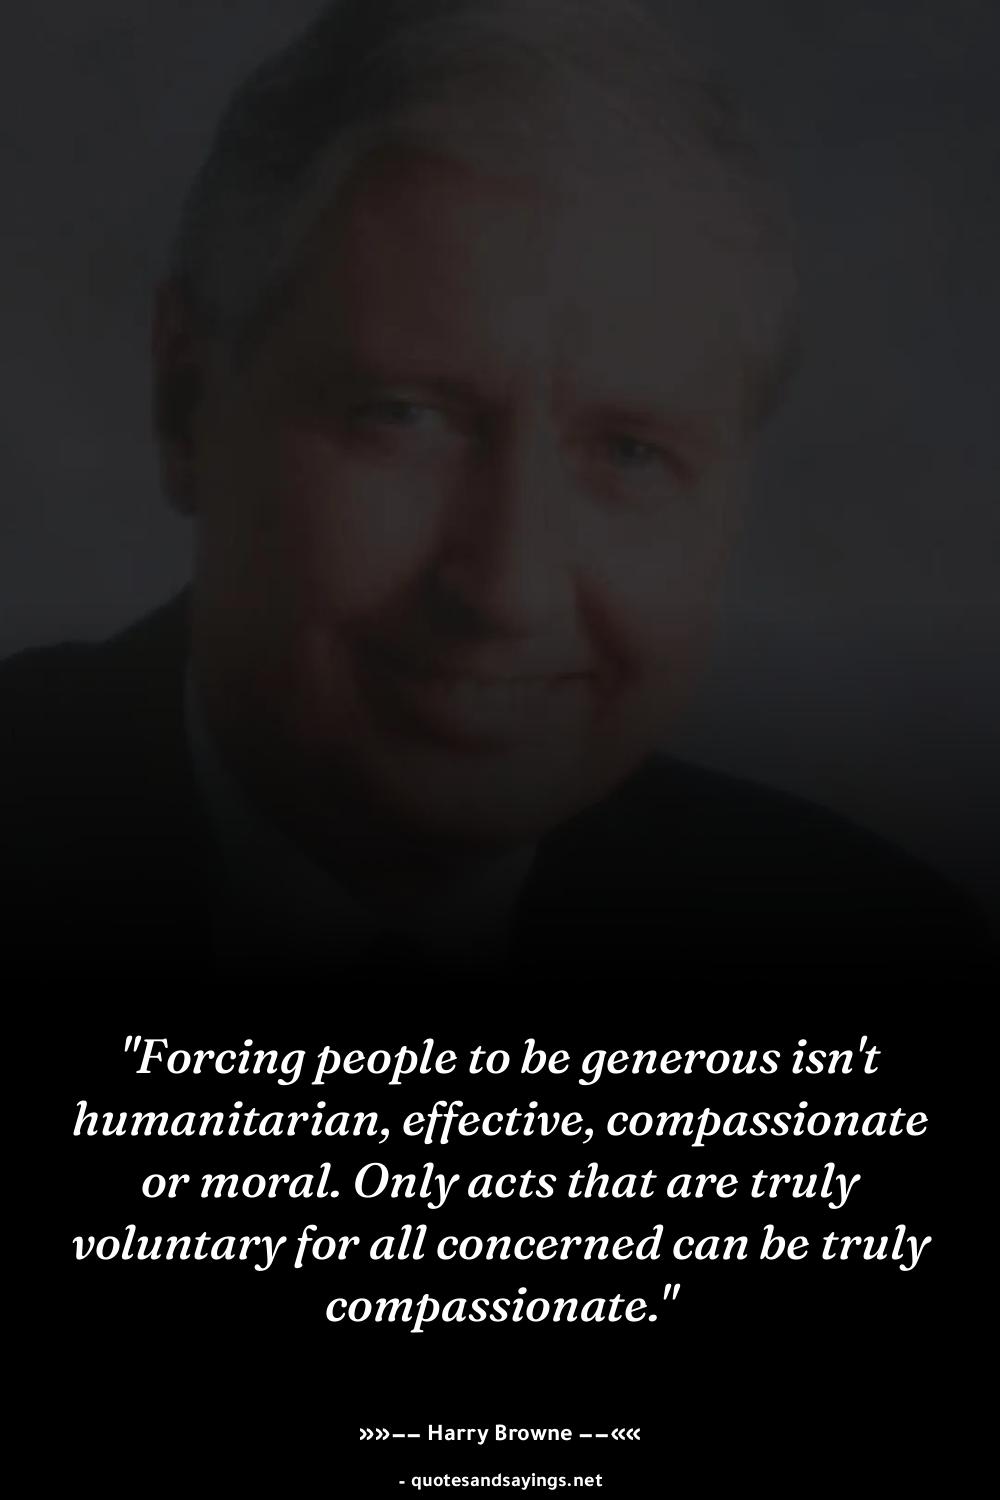 "Forcing people to be generous isn't
humanitarian, effective, compassionate
or moral. Only acts that are truly
voluntary for all concerned can be truly
compassionate."
»»−− Harry Browne −−««
- quotesandsayings.net